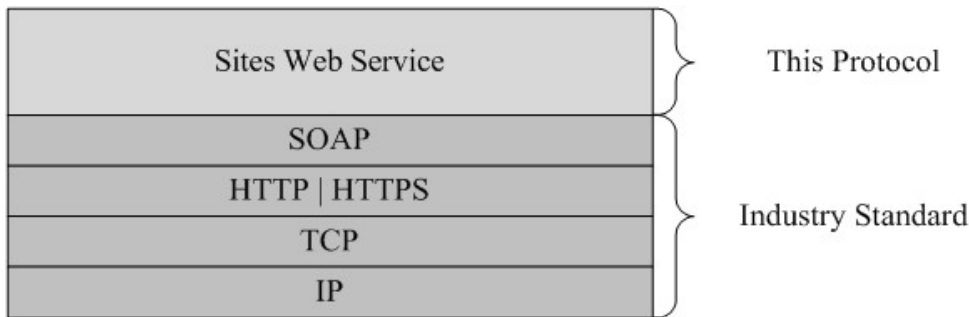 Sites Web Service
This Protocol
SOAP
HTTP | HTTPS
TCP
IP
Industry Standard